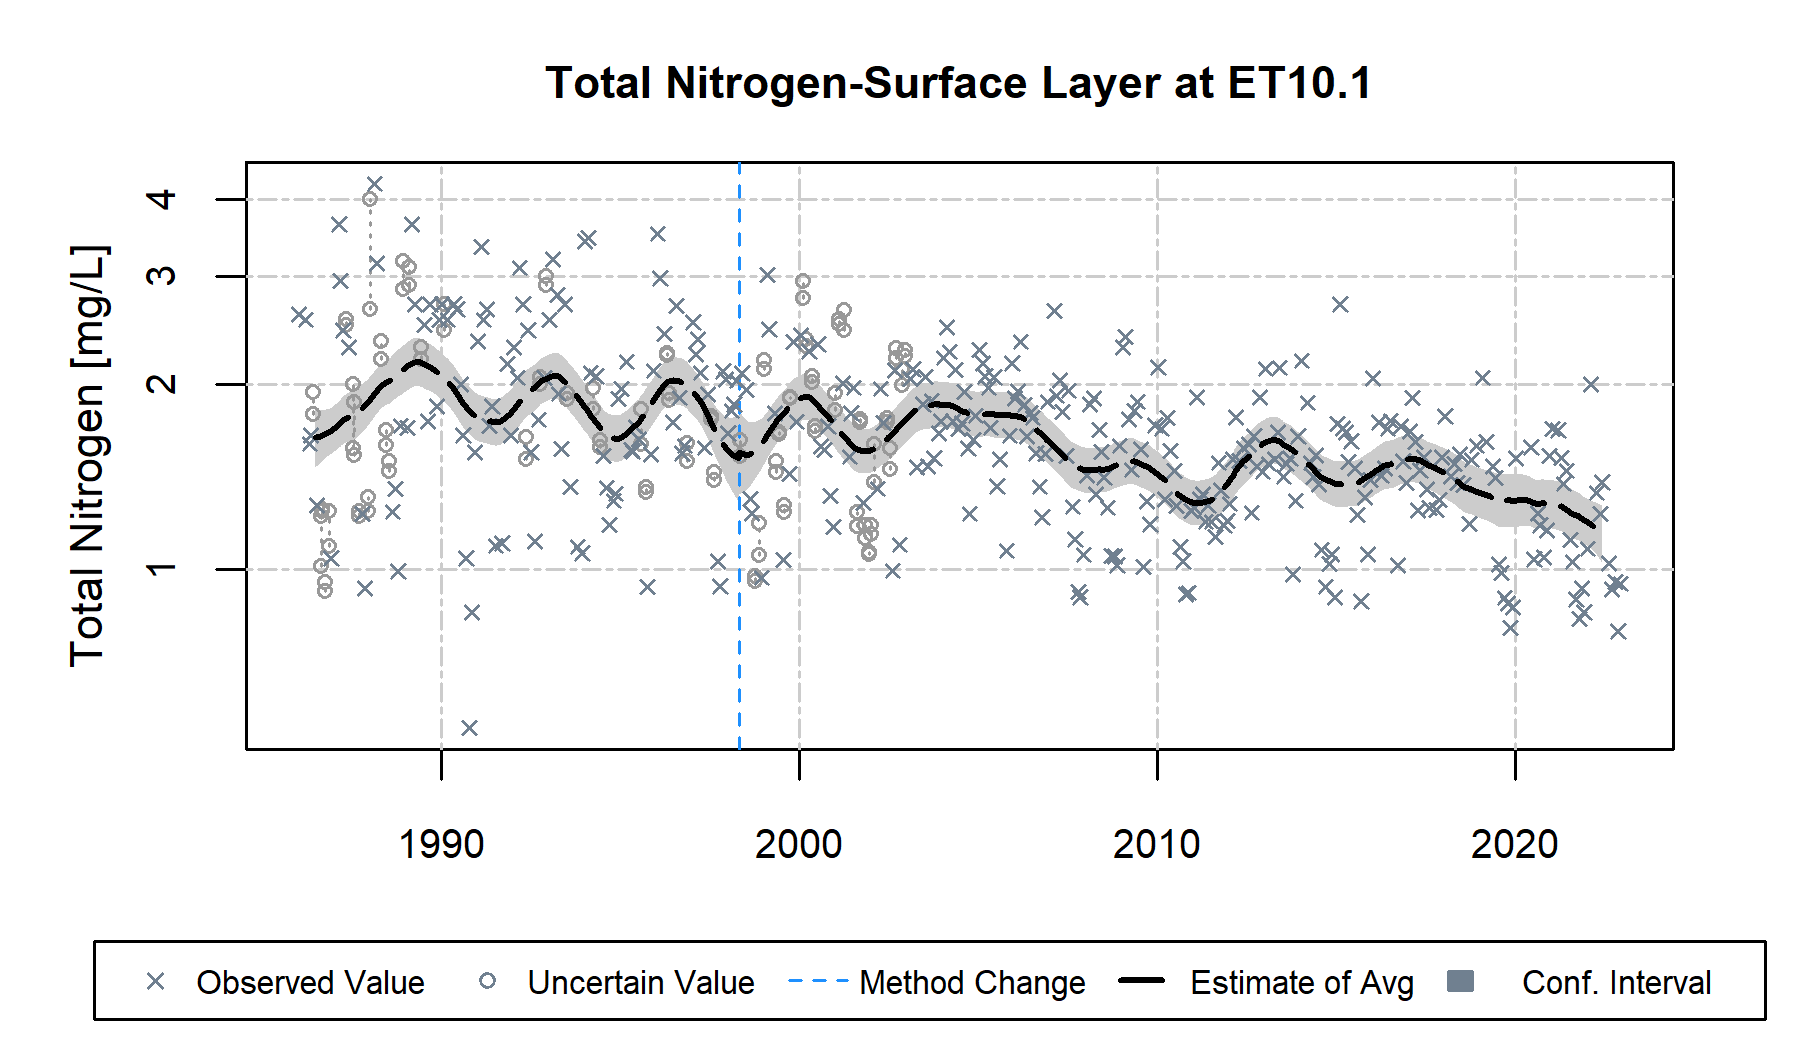 Total Nitrogen-Surface Layer at ET10.1
Total Nitrogen [mg/L]
4
3
2
1
1990 2000 2010 2020
Observed Value Uncertain Value Method Change Estimate of Avg Conf. Interval